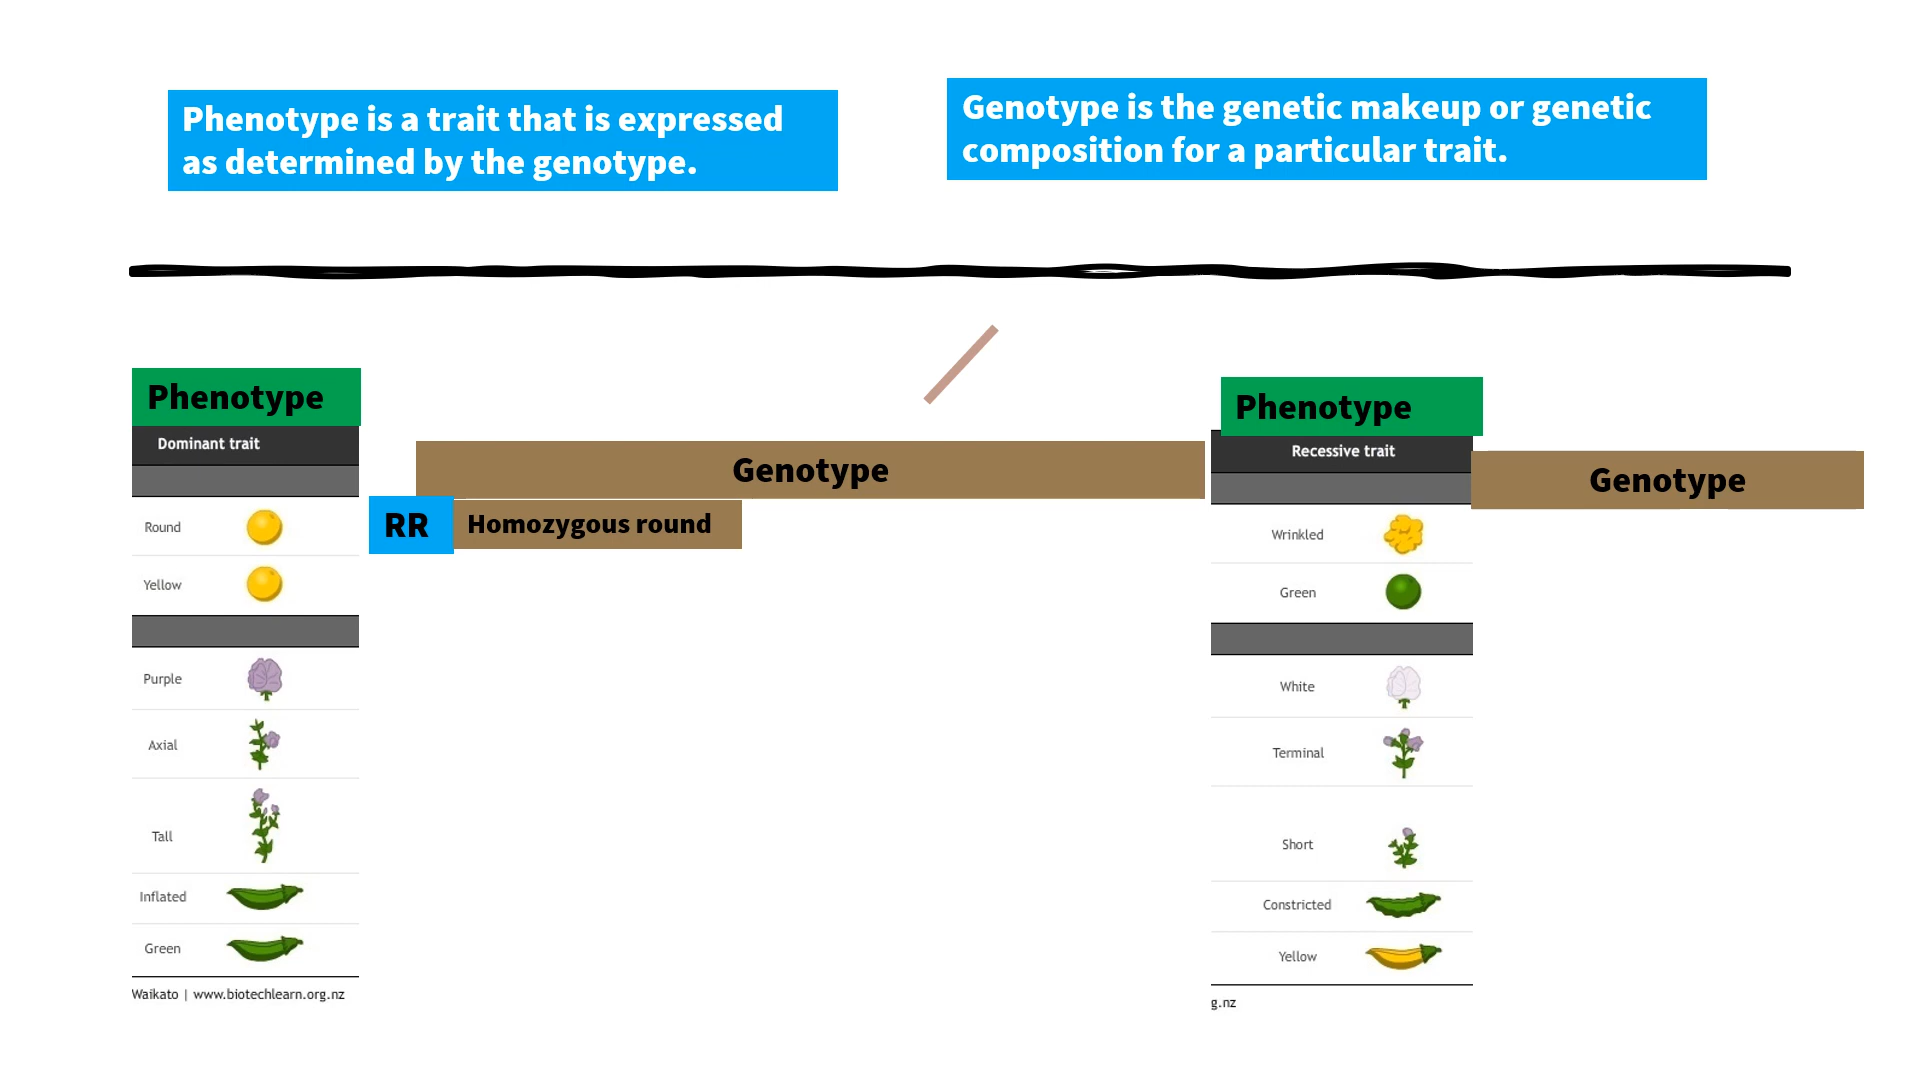 Phenotype is a trait that is expressed
as determined by the genotype.
Genotype is the genetic makeup or genetic
composition for a particular trait.
Phenotype
Dominant trait
Genotype
RR
Homozygous round
Round
Yellow
Purple
Axial
Tall
Inflated
Green
Waikato | www.biotechlearn.org.nz
Phenotype
Recessive trait
Genotype
Wrinkled
Green
White
Terminal
Short
Constricted
Yellow
g.nz